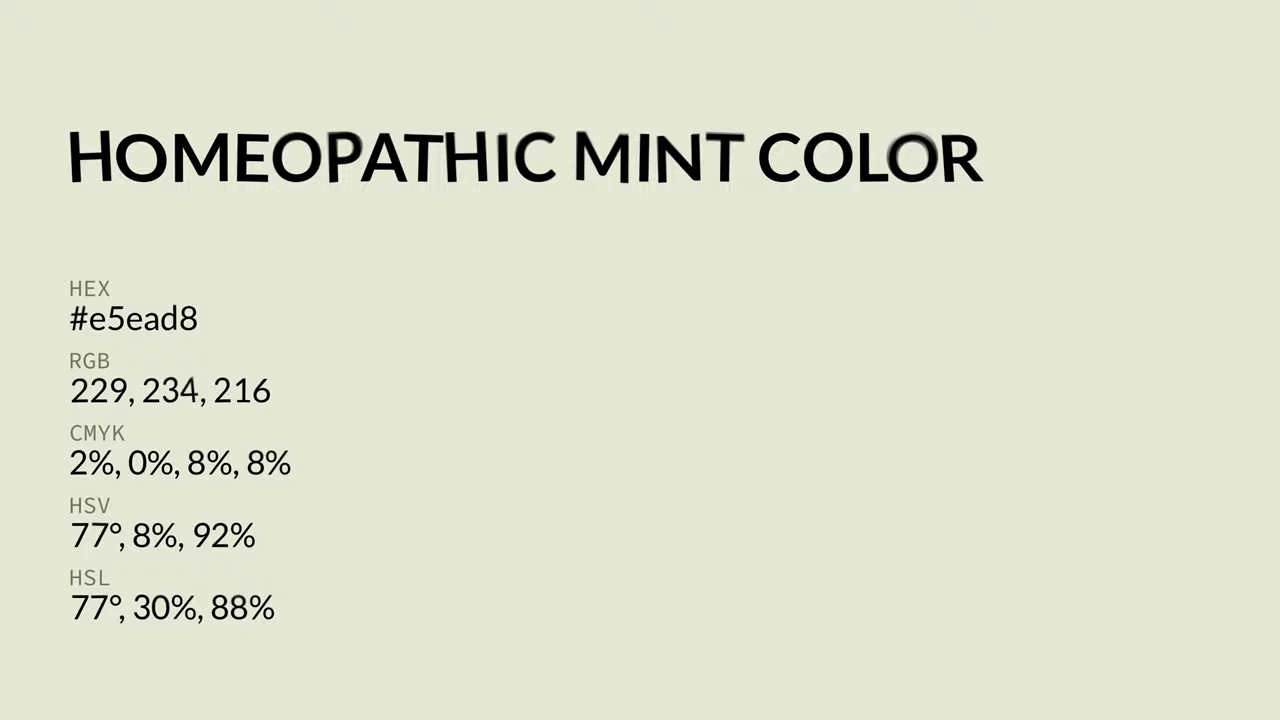 HOMEOPATHIC MINT COLOR
HEX
#e5ead8
RGB
229, 234, 216
CMYK
2%, 0%, 8%, 8%
HSV
77°, 8%, 92%
HSL
77°, 30%, 88%